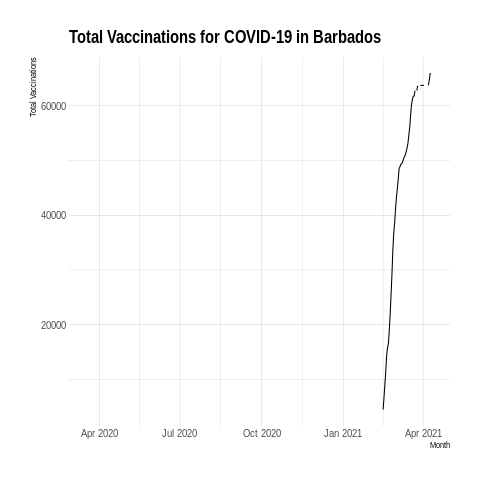 Total Vaccinations for COVID-19 in Barbados
Total Vaccinations
60000
40000
20000
Apr 2020 Jul 2020 Oct 2020 Jan 2021 Apr 2021
Month